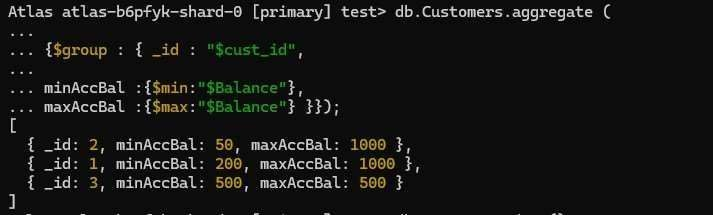 Atlas atlas-b6pfyk-shard-0 [primary] test> db.Customers.aggregate (
...
... {$group : { _id : "$cust_id",
...
... minAccBal :{$min:"$Balance"},
... maxAccBal :{$max:"$Balance"} }});
[
  { _id: 2, minAccBal: 50, maxAccBal: 1000 },
  { _id: 1, minAccBal: 200, maxAccBal: 1000 },
  { _id: 3, minAccBal: 500, maxAccBal: 500 }
]